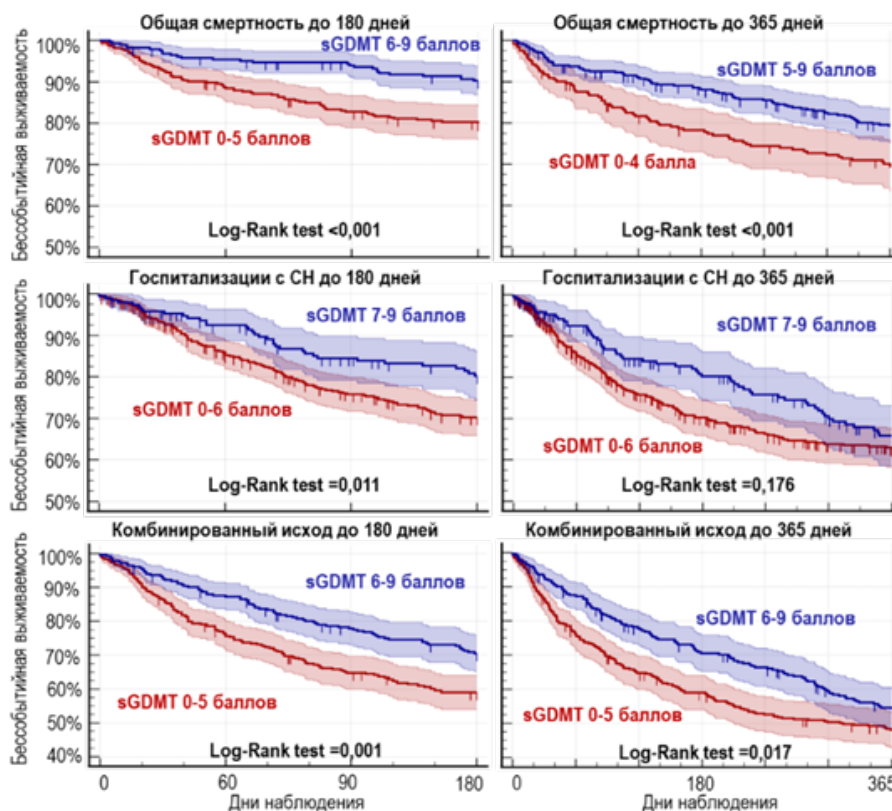 Общая смертность до 180 дней
Бессобытийная выживаемость
100%
90%
80%
70%
60%
50%
sGDMT 6-9 баллов
sGDMT 0-5 баллов
Log-Rank test <0,001
Общая смертность до 365 дней
sGDMT 5-9 баллов
sGDMT 0-4 балла
Log-Rank test <0,001
Госпитализации с СН до 180 дней
Бессобытийная выживаемость
100%
90%
80%
70%
60%
50%
sGDMT 7-9 баллов
sGDMT 0-6 баллов
Log-Rank test =0,011
Госпитализации с СН до 365 дней
sGDMT 7-9 баллов
sGDMT 0-6 баллов
Log-Rank test =0,176
Комбинированный исход до 180 дней
Бессобытийная выживаемость
100%
90%
80%
70%
60%
50%
40%
sGDMT 6-9 баллов
sGDMT 0-5 баллов
Log-Rank test =0,001
0 60 90 180
Дни наблюдения
Комбинированный исход до 365 дней
sGDMT 6-9 баллов
sGDMT 0-5 баллов
Log-Rank test =0,017
0 180 365
Дни наблюдения